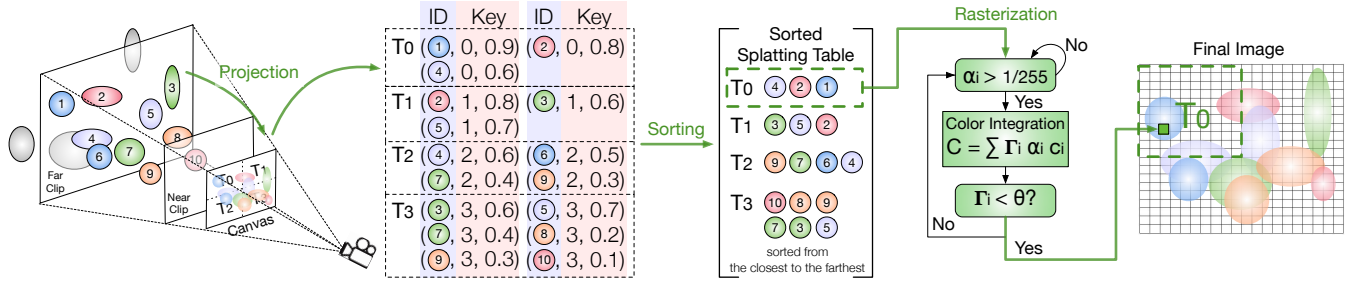 1
2
3
4
5
6
7
8
9
10
Far
Clip
Near
Clip
T0 T1
T2
Canvas
Projection
ID Key ID Key
T0 (1, 0, 0.9) (2, 0, 0.8)
(4, 0, 0.6)
T1 (2, 1, 0.8) (3, 1, 0.6)
(5, 1, 0.7)
T2 (4, 2, 0.6) (6, 2, 0.5)
(7, 2, 0.4) (9, 2, 0.3)
T3 (3, 3, 0.6) (5, 3, 0.7)
(7, 3, 0.4) (8, 3, 0.2)
(9, 3, 0.3) (10, 3, 0.1)
Sorting
Sorted
Splatting Table
T0 4 2 1
T1 3 5 2
T2 9 7 6 4
T3 10 8 9
7 3 5
sorted from
the closest to the farthest
Rasterization
No
αi > 1/255
Yes
Color Integration
C = ∑ Γi αi ci
Γi < θ?
No
Yes
Final Image
T0